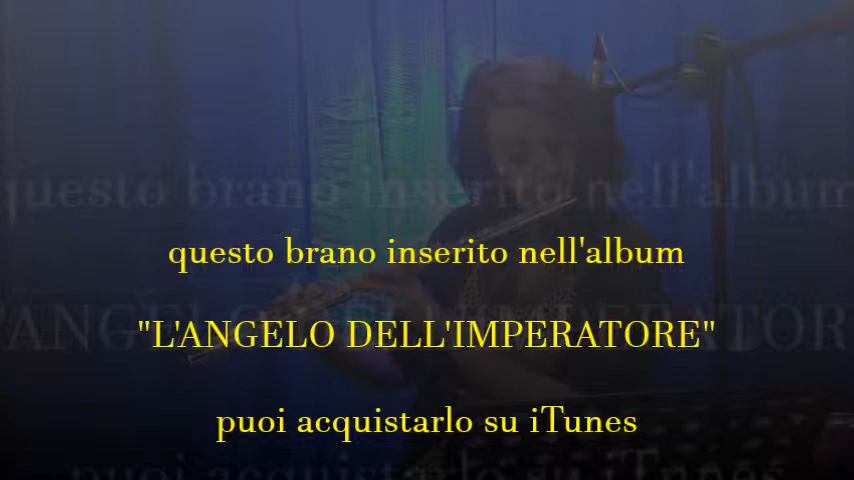 questo brano inserito nell'album
"L'ANGELO DELL'IMPERATORE"
puoi acquistarlo su iTunes